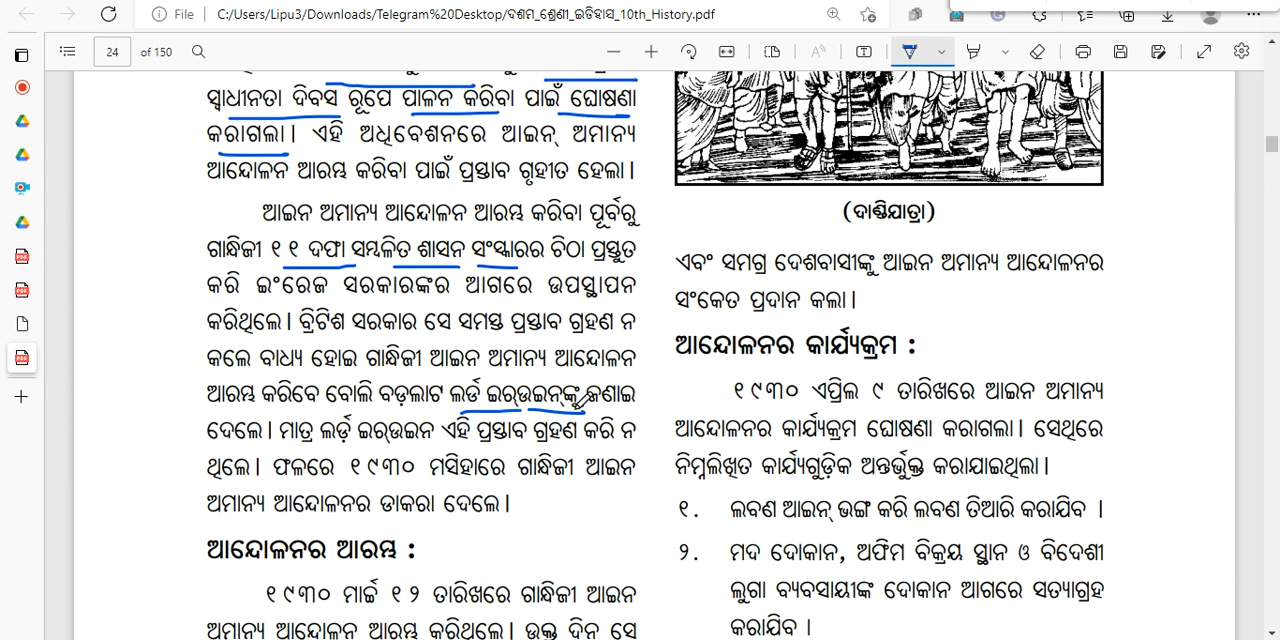 File
C:/Users/Lipu3/Downloads/Telegram%20Desktop/ଦଶମ_ଶ୍ରେଣୀ_ଇତିହାସ_10th_History.pdf
24 of 150
ସ୍ୱାଧୀନତା ଦିବସ ରୂପେ ପାଳନ କରିବା ପାଇଁ ଘୋଷଣା
କରାଗଲା। ଏହି ଅଧିବେଶନରେ ଆଇନ୍ ଅମାନ୍ୟ
ଆନ୍ଦୋଳନ ଆରମ୍ଭ କରିବା ପାଇଁ ପ୍ରସ୍ତାବ ଗୃହୀତ ହେଲା।
ଆଇନ ଅମାନ୍ୟ ଆନ୍ଦୋଳନ ଆରମ୍ଭ କରିବା ପୂର୍ବରୁ
ଗାନ୍ଧିଜୀ ୧୧ ଦଫା ସମ୍ବଳିତ ଶାସନ ସଂସ୍କାରର ଚିଠା ପ୍ରସ୍ତୁତ
କରି ଇଂରେଜ ସରକାରଙ୍କର ଆଗରେ ଉପସ୍ଥାପନ
କରିଥିଲେ। ବ୍ରିଟିଶ ସରକାର ସେ ସମସ୍ତ ପ୍ରସ୍ତାବ ଗ୍ରହଣ ନ
କଲେ ବାଧ୍ୟ ହୋଇ ଗାନ୍ଧିଜୀ ଆଇନ ଅମାନ୍ୟ ଆନ୍ଦୋଳନ
ଆରମ୍ଭ କରିବେ ବୋଲି ବଡ଼ଲାଟ ଲର୍ଡ ଇର୍‌ଉଇନ୍‌ଙ୍କୁ ଜଣାଇ
ଦେଲେ। ମାତ୍ର ଲର୍ଡ଼ ଇର୍‌ଉଇନ ଏହି ପ୍ରସ୍ତାବ ଗ୍ରହଣ କରି ନ
ଥିଲେ। ଫଳରେ ୧୯୩୦ ମସିହାରେ ଗାନ୍ଧିଜୀ ଆଇନ
ଅମାନ୍ୟ ଆନ୍ଦୋଳନର ଡାକରା ଦେଲେ।
ଆନ୍ଦୋଳନର ଆରମ୍ଭ :
୧୯୩୦ ମାର୍ଚ୍ଚ ୧୨ ତାରିଖରେ ଗାନ୍ଧିଜୀ ଆଇନ
ଅମାନ୍ୟ ଆନ୍ଦୋଳନ ଆରମ୍ଭ କରିଥିଲେ। ଉକ୍ତ ଦିନ ସେ
(ଦାଣ୍ଡିଯାତ୍ରା)
ଏବଂ ସମଗ୍ର ଦେଶବାସୀଙ୍କୁ ଆଇନ ଅମାନ୍ୟ ଆନ୍ଦୋଳନର
ସଂକେତ ପ୍ରଦାନ କଲା।
ଆନ୍ଦୋଳନର କାର୍ଯ୍ୟକ୍ରମ :
୧୯୩୦ ଏପ୍ରିଲ ୯ ତାରିଖରେ ଆଇନ ଅମାନ୍ୟ
ଆନ୍ଦୋଳନର କାର୍ଯ୍ୟକ୍ରମ ଘୋଷଣା କରାଗଲା। ସେଥିରେ
ନିମ୍ନଲିଖିତ କାର୍ଯ୍ୟଗୁଡ଼ିକ ଅନ୍ତର୍ଭୁକ୍ତ କରାଯାଇଥିଲା।
୧. ଲବଣ ଆଇନ୍ ଭଙ୍ଗ କରି ଲବଣ ତିଆରି କରାଯିବ ।
୨. ମଦ ଦୋକାନ, ଅଫିମ ବିକ୍ରୟ ସ୍ଥାନ ଓ ବିଦେଶୀ
ଲୁଗା ବ୍ୟବସାୟୀଙ୍କ ଦୋକାନ ଆଗରେ ସତ୍ୟାଗ୍ରହ
କରାଯିବ ।